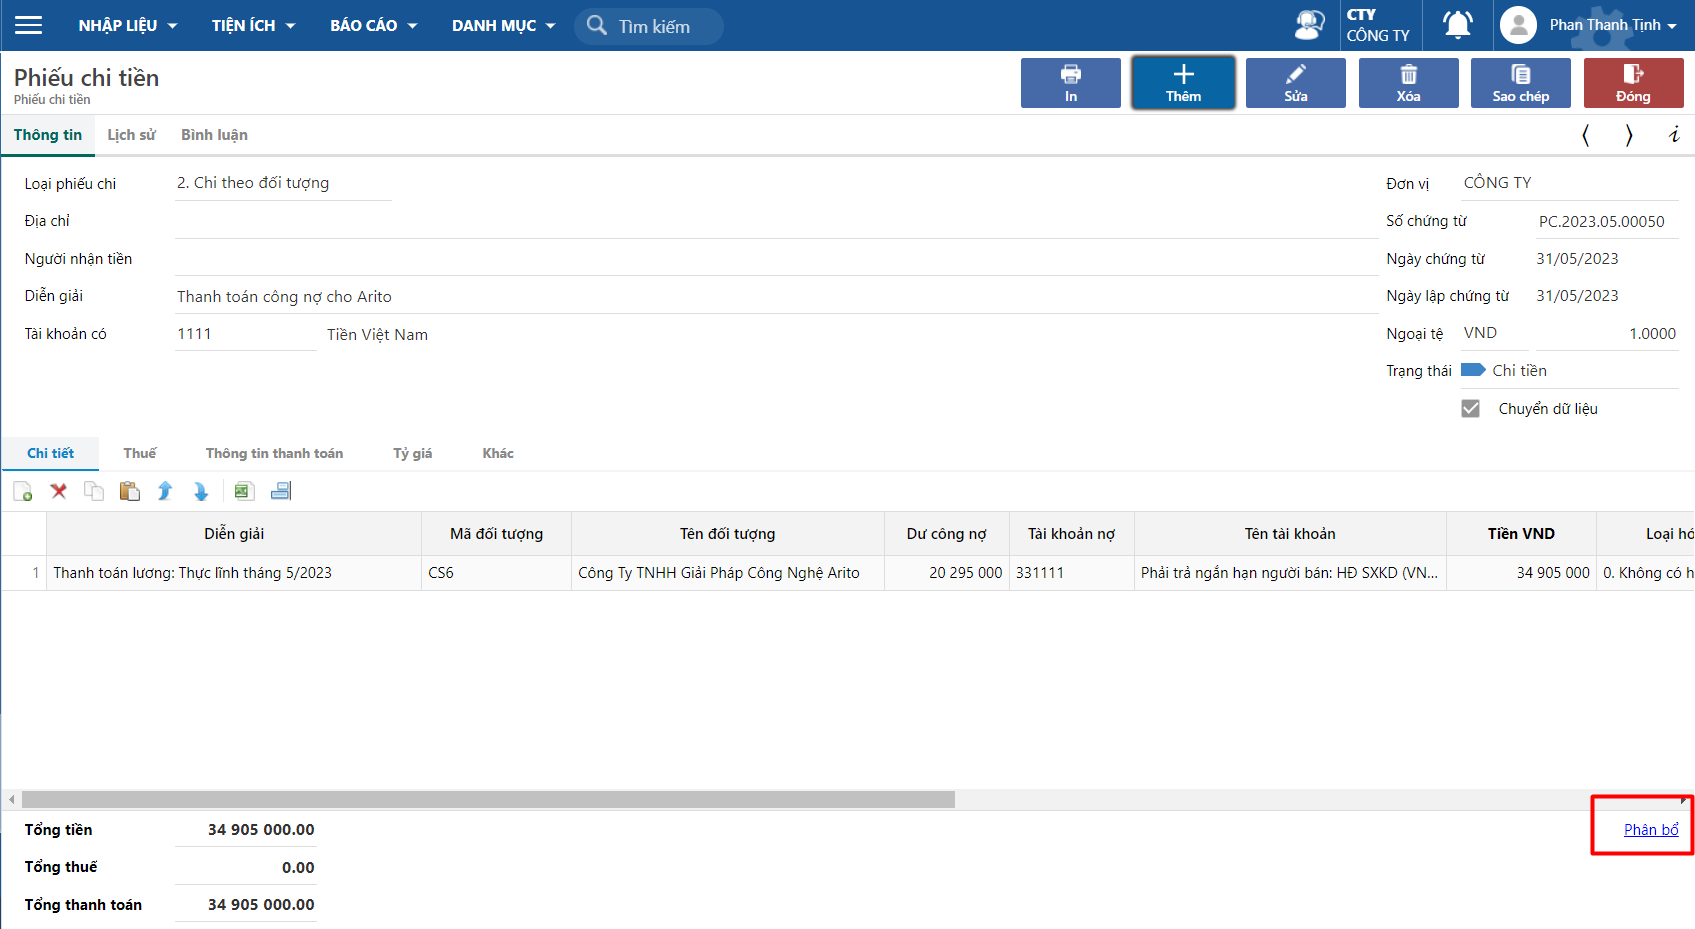 NHẬP LIỆU TIỆN ÍCH BÁO CÁO DANH MỤC Tìm kiếm CTY CÔNG TY Phan Thanh Tịnh
Phiếu chi tiền
Phiếu chi tiền
In Thêm Sửa Xóa Sao chép Đóng
Thông tin Lịch sử Bình luận
Loại phiếu chi 2. Chi theo đối tượng
Địa chỉ
Người nhận tiền
Diễn giải Thanh toán công nợ cho Arito
Tài khoản có 1111 Tiền Việt Nam
Đơn vị CÔNG TY
Số chứng từ PC.2023.05.00050
Ngày chứng từ 31/05/2023
Ngày lập chứng từ 31/05/2023
Ngoại tệ VND 1.0000
Trạng thái Chi tiền
Chuyển dữ liệu
Chi tiết Thuế Thông tin thanh toán Tỷ giá Khác
Diễn giải Mã đối tượng Tên đối tượng Dư công nợ Tài khoản nợ Tên tài khoản Tiền VND Loại hó
1 Thanh toán lương: Thực lĩnh tháng 5/2023 CS6 Công Ty TNHH Giải Pháp Công Nghệ Arito 20 295 000 331111 Phải trả ngắn hạn người bán: HĐ SXKD (VN... 34 905 000 0. Không có h
Tổng tiền 34 905 000.00 Phân bổ
Tổng thuế 0.00
Tổng thanh toán 34 905 000.00